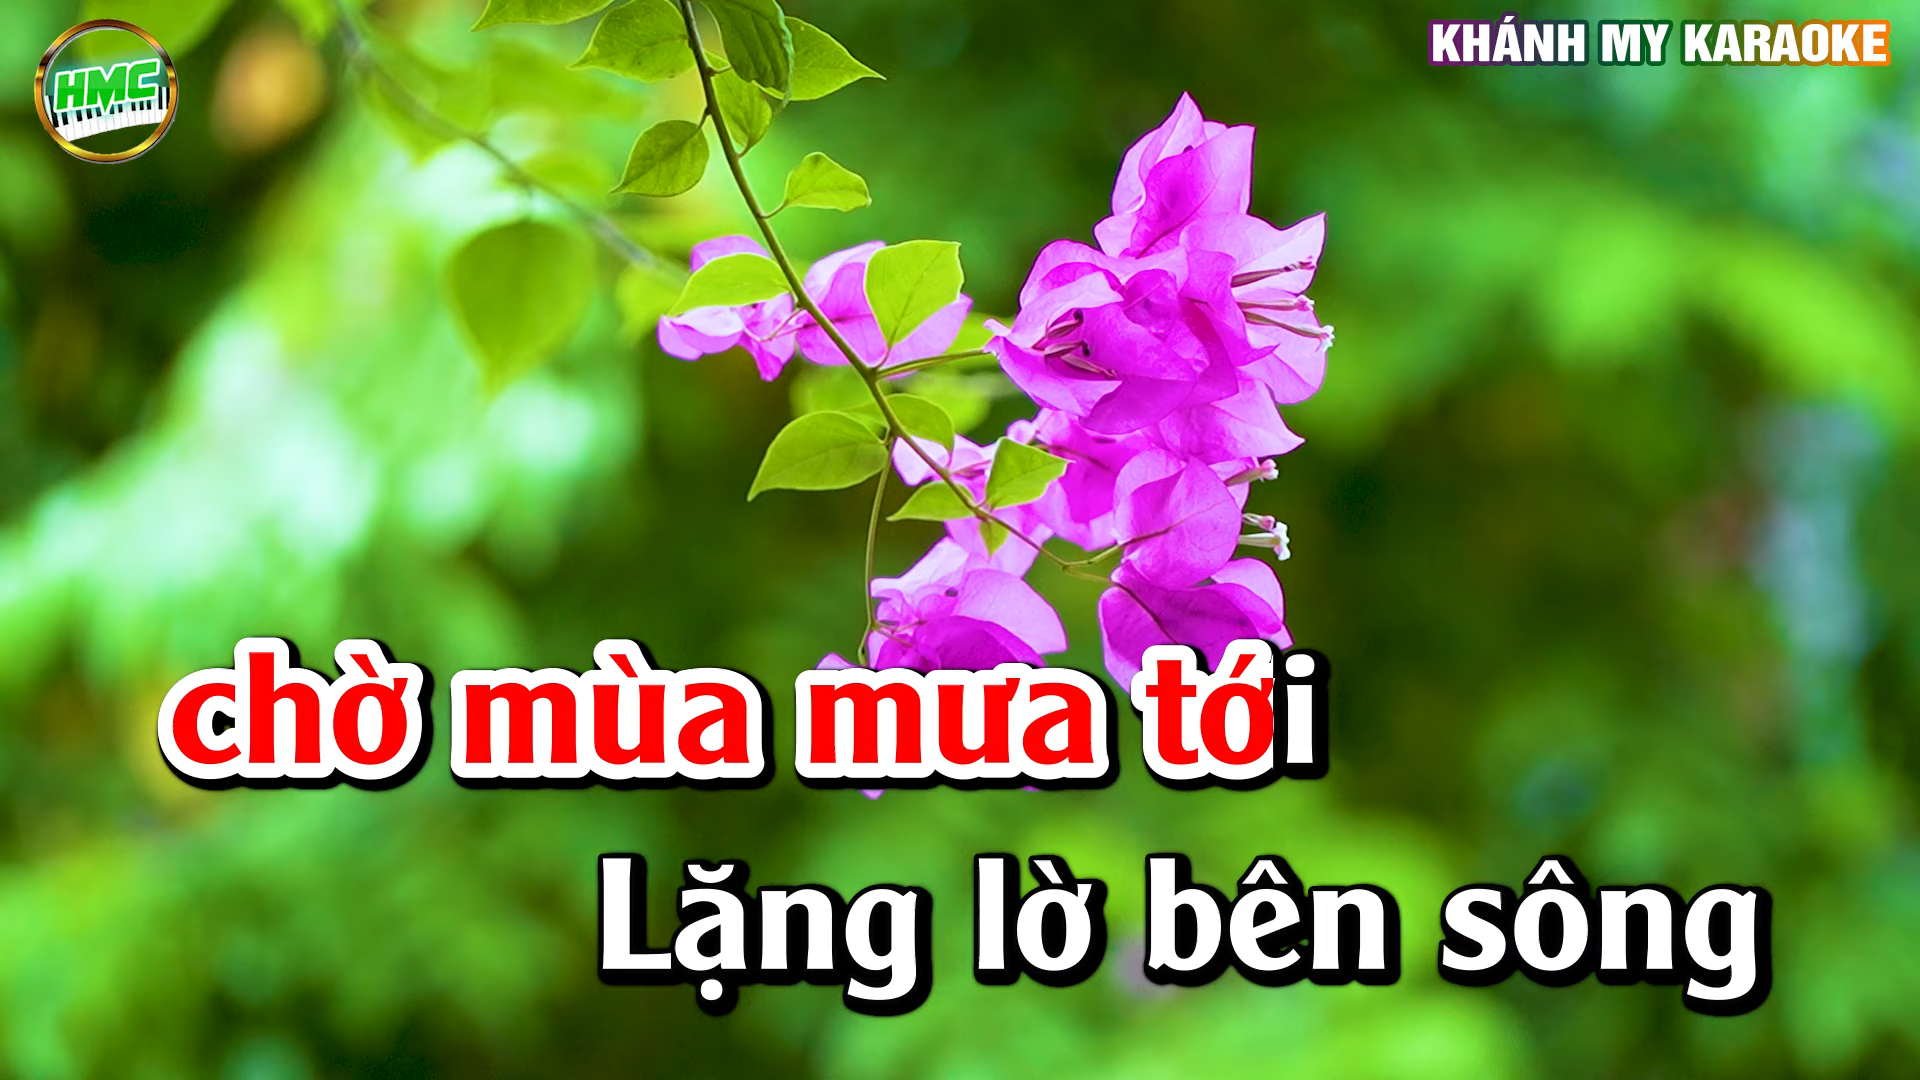 HMC
KHÁNH MY KARAOKE
chờ mùa mưa tới
Lặng lờ bên sông